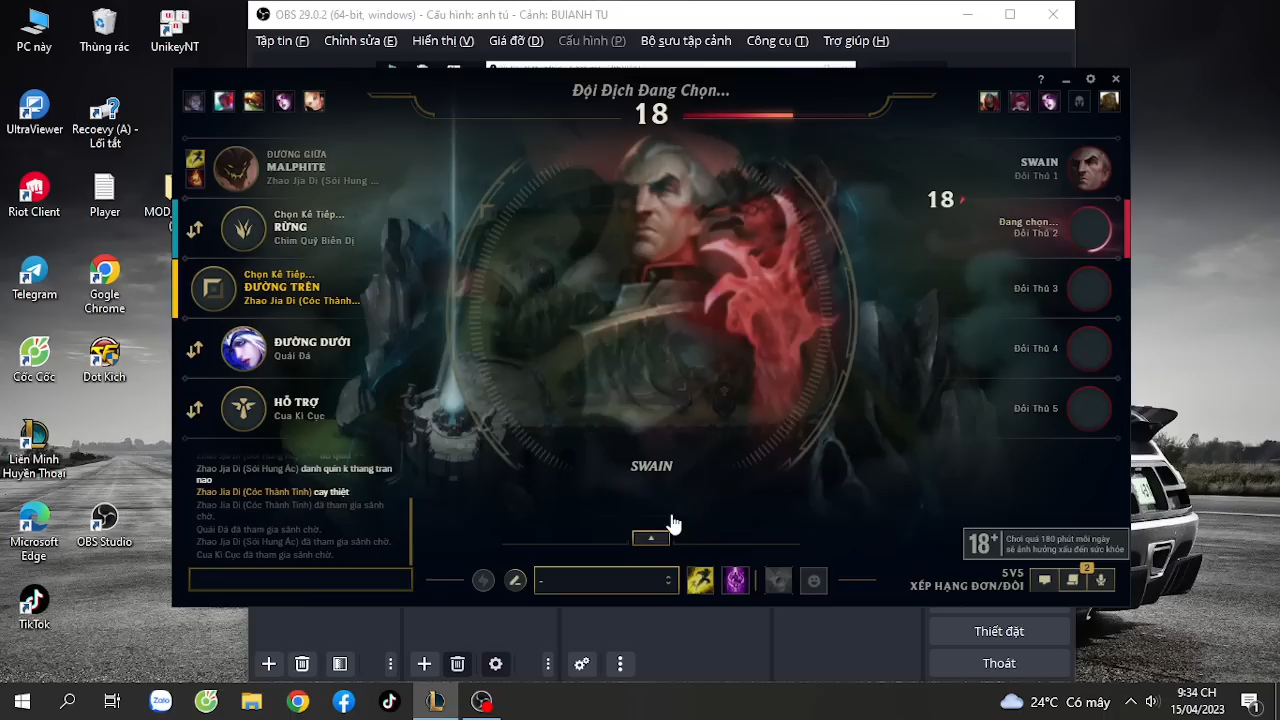 OBS 29.0.2 (64-bit, windows) - Cấu hình: anh tú - Cảnh: BUIANH TU
Tập tin (F) Chỉnh sửa (E) Hiển thị (V) Giá đỡ (D) Cấu hình (P) Bộ sưu tập cảnh Công cụ (T) Trợ giúp (H)
PC này
Thùng rác
UnikeyNT
UltraViewer
Recoevy (A) -
Lối tắt
Riot Client
Player
MOD
Telegram
Gogle
Chrome
Cốc Cốc
Dot Kich
Liên Minh
Huyền Thoại
Microsoft
Edge
OBS Studio
TikTok
Đội Địch Đang Chọn...
18
ĐƯỜNG GIỮA
MALPHITE
Zhao Jia Di (Sói Hung ...
Chọn Kế Tiếp...
RỪNG
Chim Quỷ Biến Dị
Chọn Kế Tiếp...
ĐƯỜNG TRÊN
Zhao Jia Di (Cóc Thành...
ĐƯỜNG DƯỚI
Quái Đá
HỖ TRỢ
Cua Kì Cục
SWAIN
Đối Thủ 1
18
Đang chọn...
Đối Thủ 2
Đối Thủ 3
Đối Thủ 4
Đối Thủ 5
SWAIN
Zhao Jia Di (Sói Hung Ác) danh quin k thang tran
nao
Zhao Jia Di (Cóc Thành Tinh) cay thiệt
Zhao Jia Di (Cóc Thành Tinh) đã tham gia sảnh
chờ.
Quái Đá đã tham gia sảnh chờ.
Zhao Jia Di (Sói Hung Ác) đã tham gia sảnh chờ.
Cua Kì Cục đã tham gia sảnh chờ.
18+ Chơi quá 180 phút mỗi ngày
sẽ ảnh hưởng xấu đến sức khỏe
5V5
XẾP HẠNG ĐƠN/ĐÔI
2
Thiết đặt
Thoát
Zalo
24°C Có mây
9:34 CH
15/04/2023
1